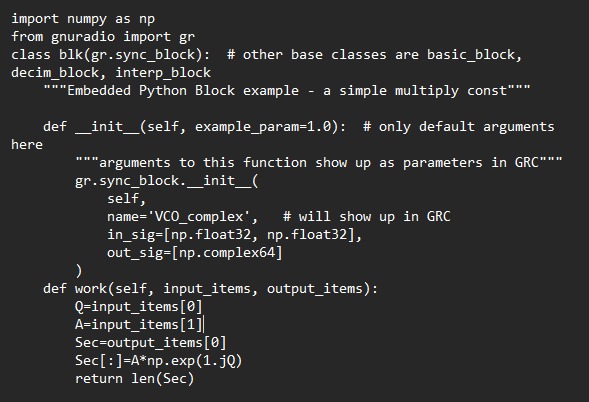 import numpy as np
from gnuradio import gr
class blk(gr.sync_block):  # other base classes are basic_block,
decim_block, interp_block
    """Embedded Python Block example - a simple multiply const"""

    def __init__(self, example_param=1.0):  # only default arguments
here
        """arguments to this function show up as parameters in GRC"""
        gr.sync_block.__init__(
            self,
            name='VCO_complex',   # will show up in GRC
            in_sig=[np.float32, np.float32],
            out_sig=[np.complex64]
        )
    def work(self, input_items, output_items):
        Q=input_items[0]
        A=input_items[1]
        Sec=output_items[0]
        Sec[:]=A*np.exp(1.jQ)
        return len(Sec)